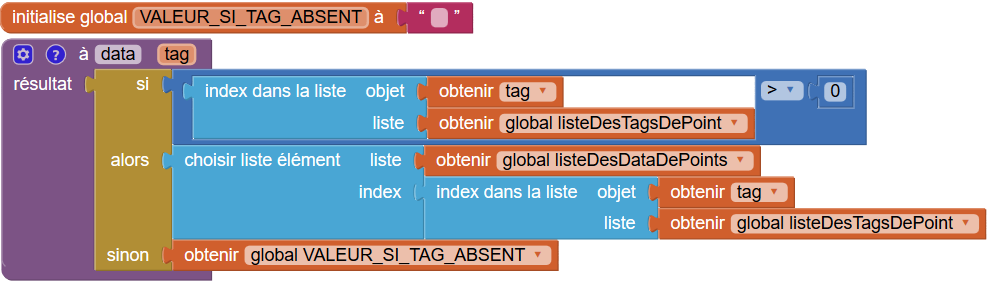 initialise global VALEUR_SI_TAG_ABSENT à “ ”
? à data tag
résultat si index dans la liste objet obtenir tag > 0
liste obtenir global listeDesTagsDePoint
alors choisir liste élément liste obtenir global listeDesDataDePoints
index index dans la liste objet obtenir tag
liste obtenir global listeDesTagsDePoint
sinon obtenir global VALEUR_SI_TAG_ABSENT